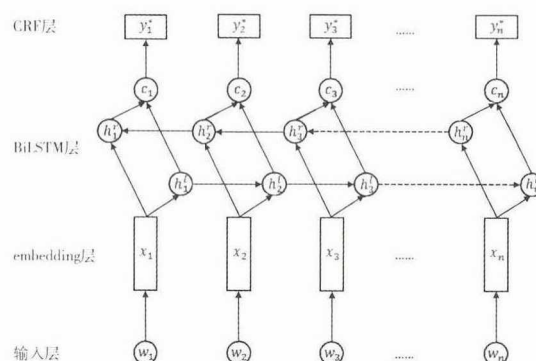 CRF层 y₁* y₂* y₃* ...... yₙ*
c₁ c₂ c₃ ...... cₙ
h₁ʳ h₂ʳ h₃ʳ hₙʳ
BiLSTM层
h₁ˡ h₂ˡ h₃ˡ
embedding层 x₁ x₂ x₃ ...... xₙ
输入层 w₁ w₂ w₃ ...... wₙ